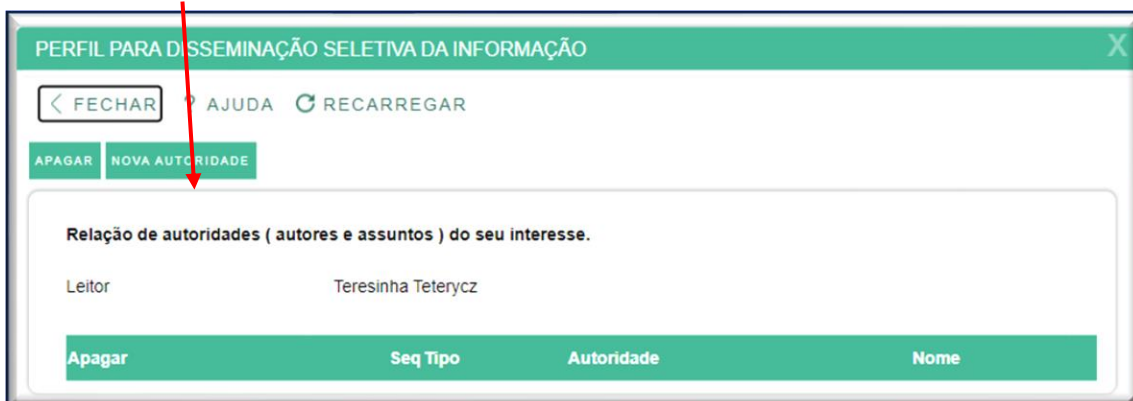 PERFIL PARA DISSEMINAÇÃO SELETIVA DA INFORMAÇÃO X
< FECHAR ? AJUDA RECARREGAR
APAGAR NOVA AUTORIDADE
Relação de autoridades ( autores e assuntos ) do seu interesse.
Leitor Teresinha Teterycz
Apagar Seq Tipo Autoridade Nome